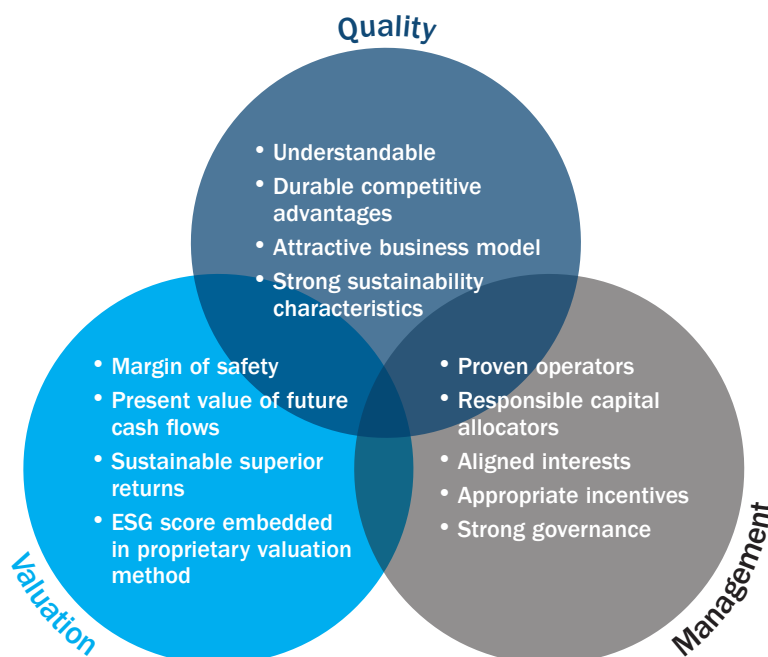 Quality
• Understandable
• Durable competitive
advantages
• Attractive business model
• Strong sustainability
characteristics
• Margin of safety
• Present value of future
cash flows
• Sustainable superior
returns
• ESG score embedded
in proprietary valuation
method
Valuation
• Proven operators
• Responsible capital
allocators
• Aligned interests
• Appropriate incentives
• Strong governance
Management